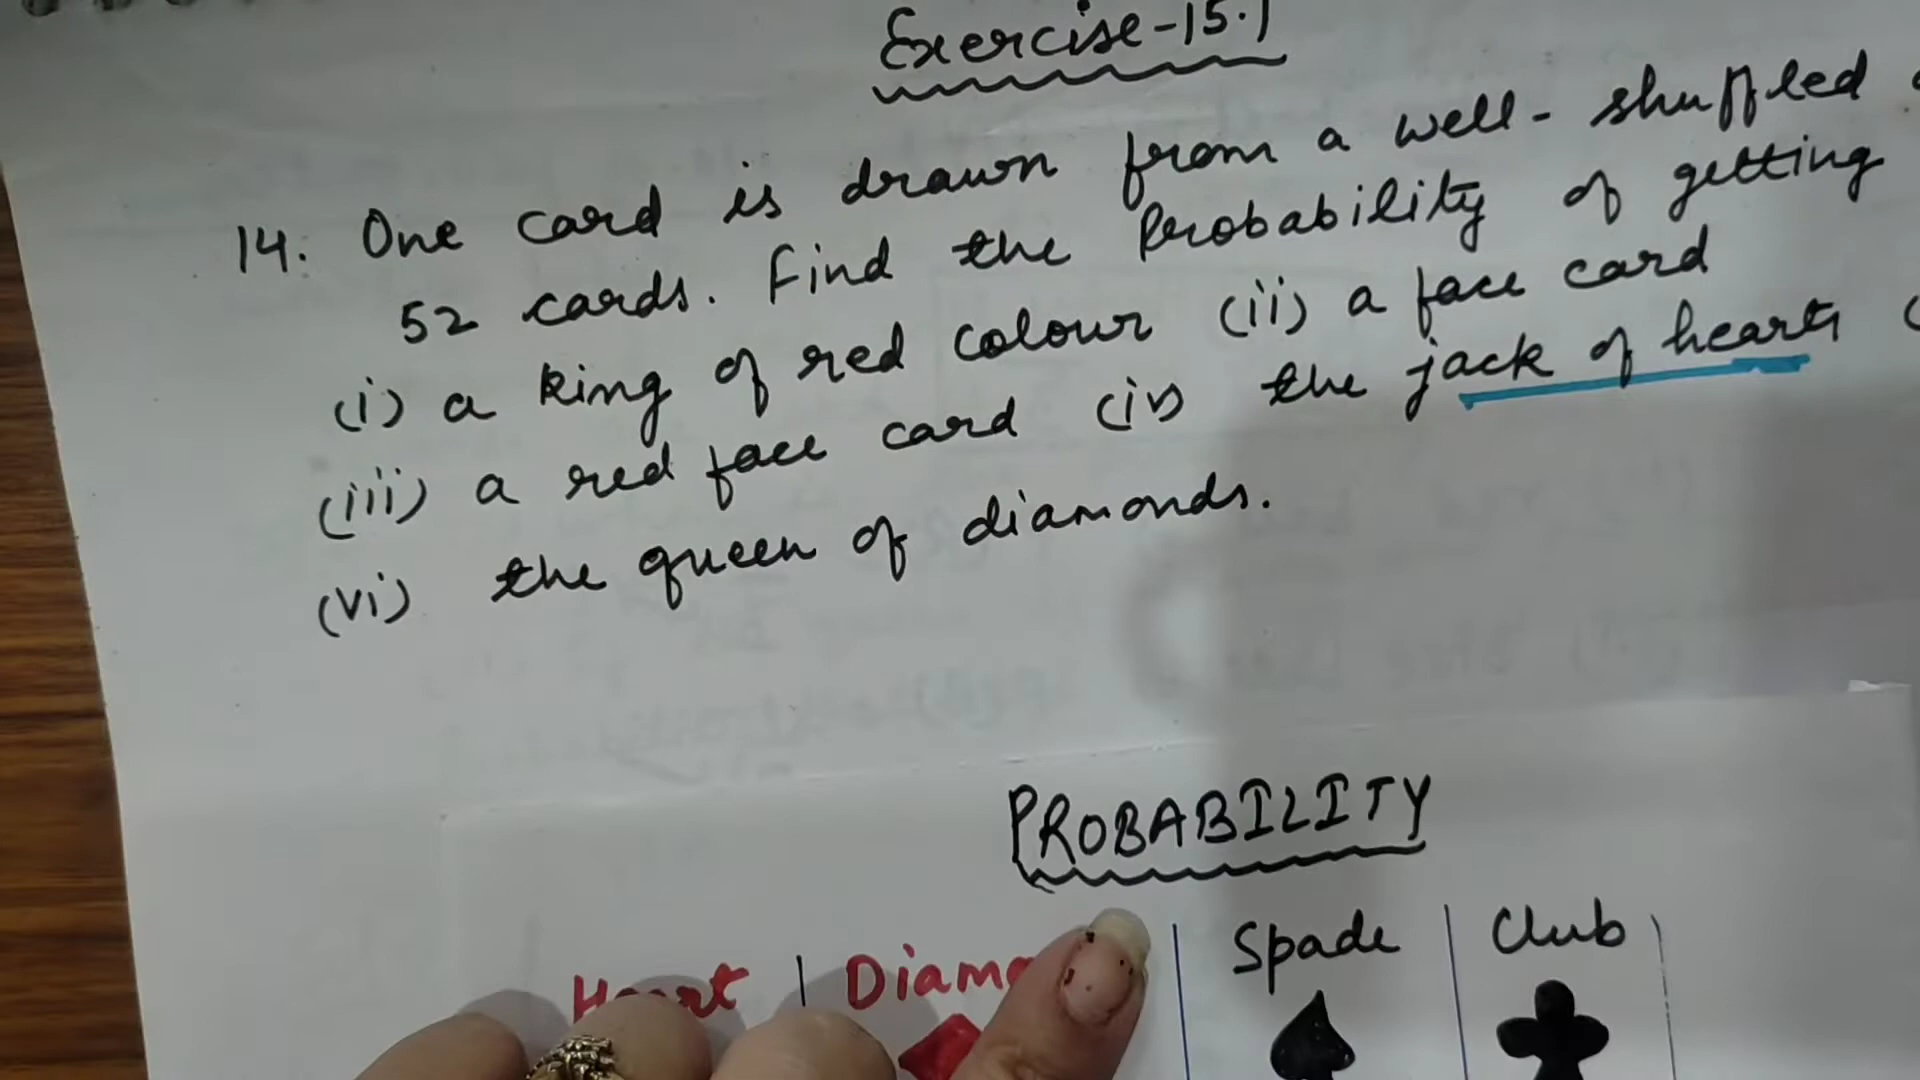 Exercise-15.1
14. One card is drawn from a well-shuffled
52 cards. Find the Probability of getting
(i) a king of red colour (ii) a face card
(iii) a red face card (iv) the jack of hearts (
(vi) the queen of diamonds.
PROBABILITY
Heart Diam Spade Club